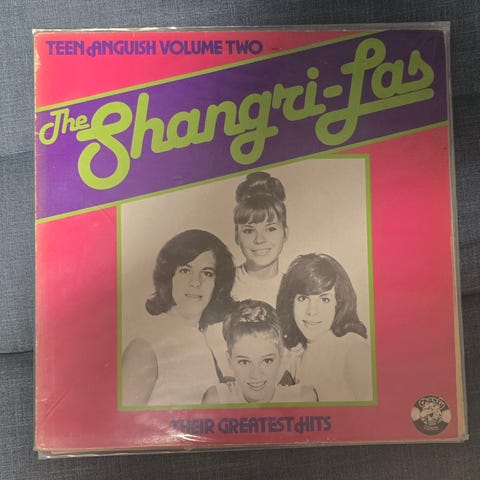 TEEN ANGUISH VOLUME TWO
The Shangri-Las
THEIR GREATEST HITS